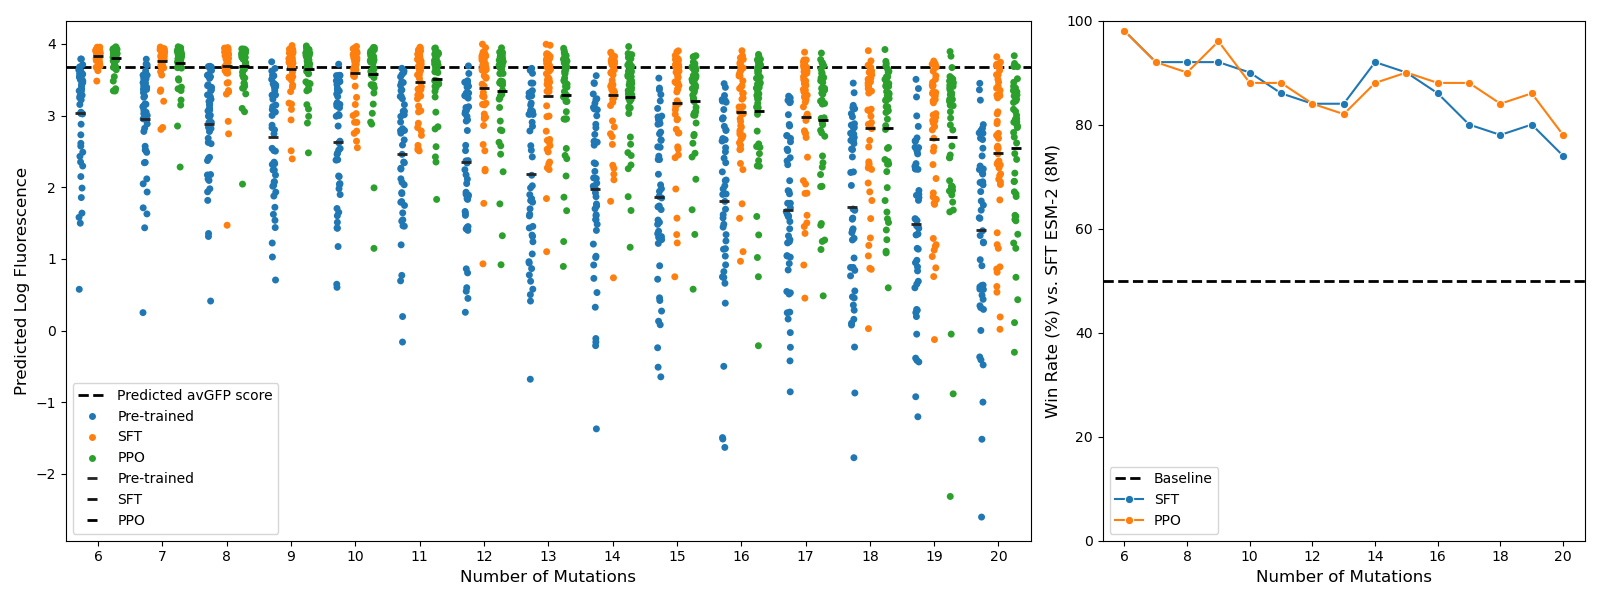 Predicted Log Fluorescence
4
3
2
1
0
−1
−2
Predicted avGFP score
Pre-trained
SFT
PPO
Pre-trained
SFT
PPO
6 7 8 9 10 11 12 13 14 15 16 17 18 19 20
Number of Mutations
Win Rate (%) vs. SFT ESM-2 (8M)
100
80
60
40
20
0
Baseline
SFT
PPO
6 8 10 12 14 16 18 20
Number of Mutations